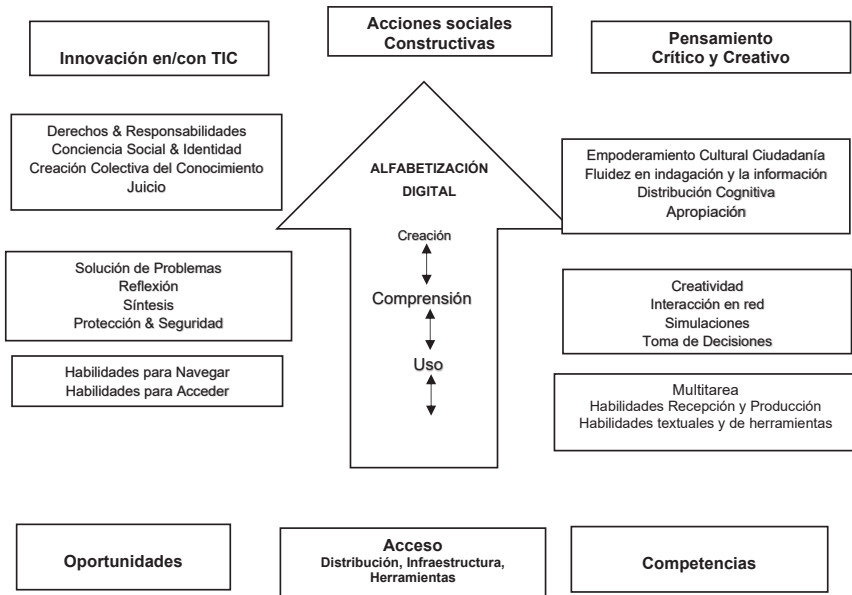 Innovación en/con TIC
Acciones sociales
Constructivas
Pensamiento
Crítico y Creativo
Derechos & Responsabilidades
Conciencia Social & Identidad
Creación Colectiva del Conocimiento
Juicio
ALFABETIZACIÓN
DIGITAL
Empoderamiento Cultural Ciudadanía
Fluidez en indagación y la información
Distribución Cognitiva
Apropiación
Creación
Comprensión
Uso
Solución de Problemas
Reflexión
Síntesis
Protección & Seguridad
Creatividad
Interacción en red
Simulaciones
Toma de Decisiones
Habilidades para Navegar
Habilidades para Acceder
Multitarea
Habilidades Recepción y Producción
Habilidades textuales y de herramientas
Oportunidades
Acceso
Distribución, Infraestructura,
Herramientas
Competencias